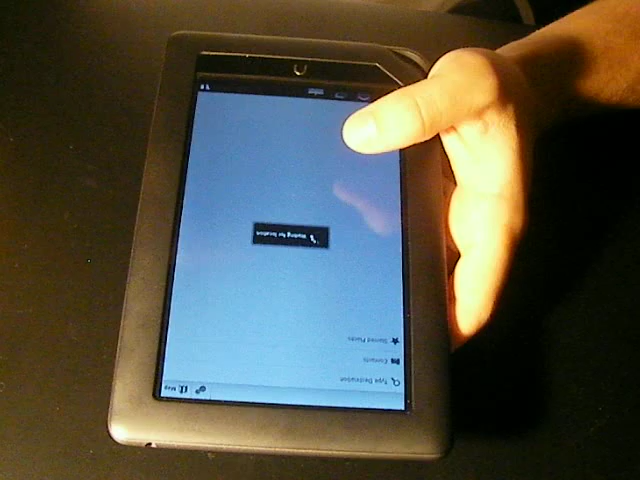 Map
Type Destination
Contacts
Starred Places
Waiting for location